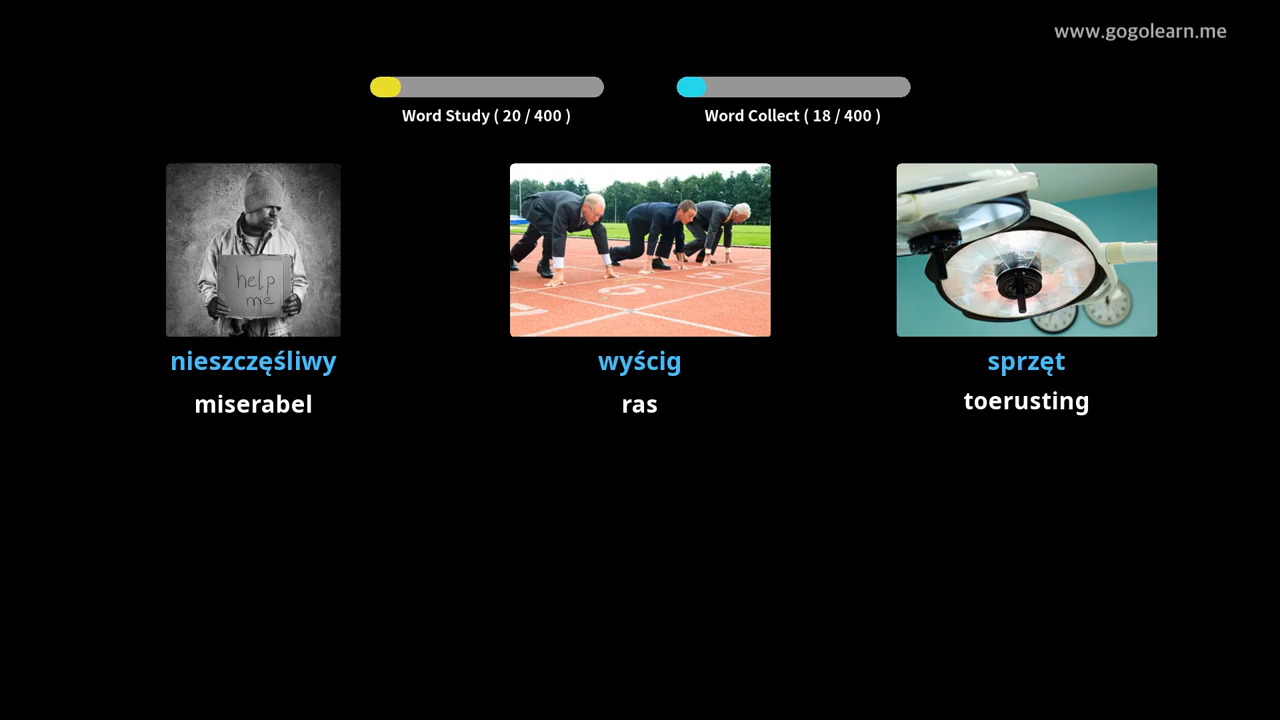 www.gogolearn.me
Word Study ( 20 / 400 )
Word Collect ( 18 / 400 )
help
me
nieszczęśliwy
wyścig
sprzęt
miserabel
ras
toerusting